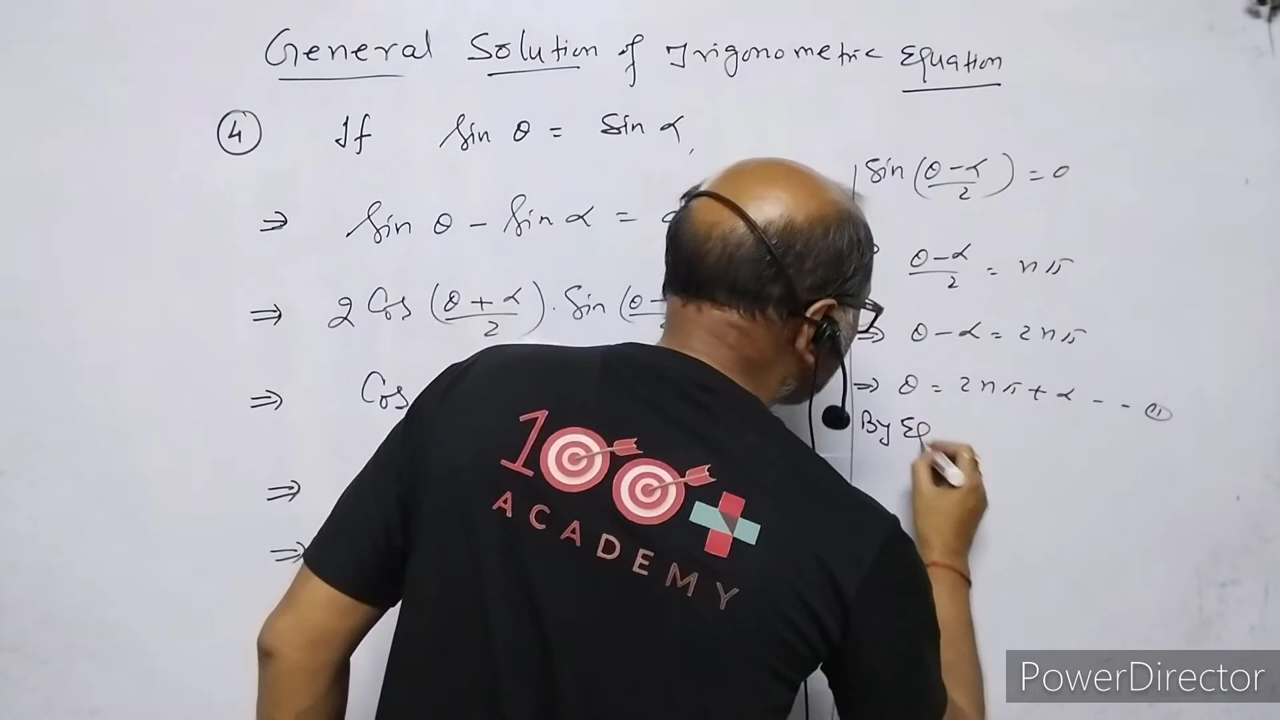 General Solution of Trigonometric Equation
④ If Sin θ = Sin α,
⇒ Sin θ - Sin α =
⇒ 2 Cos (θ + α / 2) . Sin (θ -
⇒ Cos
⇒
⇒
Sin (θ - α / 2) = 0
θ - α / 2 = nπ
⇒ θ - α = 2nπ
⇒ θ = 2nπ + α - - ②
By Eq
100+
ACADEMY
PowerDirector